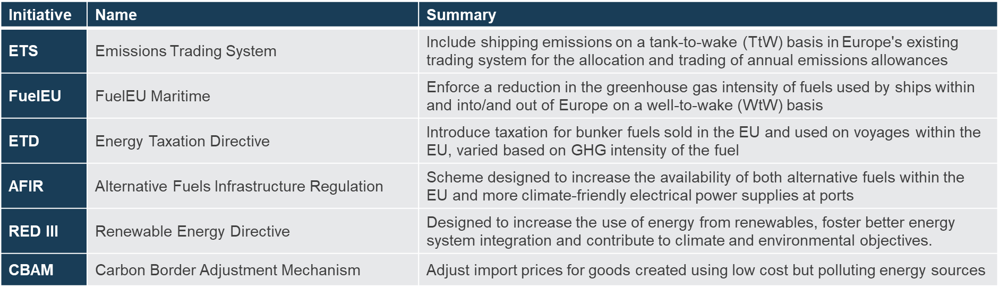 Initiative Name Summary
ETS Emissions Trading System Include shipping emissions on a tank-to-wake (TtW) basis in Europe's existing
trading system for the allocation and trading of annual emissions allowances
FuelEU FuelEU Maritime Enforce a reduction in the greenhouse gas intensity of fuels used by ships within
and into/and out of Europe on a well-to-wake (WtW) basis
ETD Energy Taxation Directive Introduce taxation for bunker fuels sold in the EU and used on voyages within the
EU, varied based on GHG intensity of the fuel
AFIR Alternative Fuels Infrastructure Regulation Scheme designed to increase the availability of both alternative fuels within the
EU and more climate-friendly electrical power supplies at ports
RED III Renewable Energy Directive Designed to increase the use of energy from renewables, foster better energy
system integration and contribute to climate and environmental objectives.
CBAM Carbon Border Adjustment Mechanism Adjust import prices for goods created using low cost but polluting energy sources